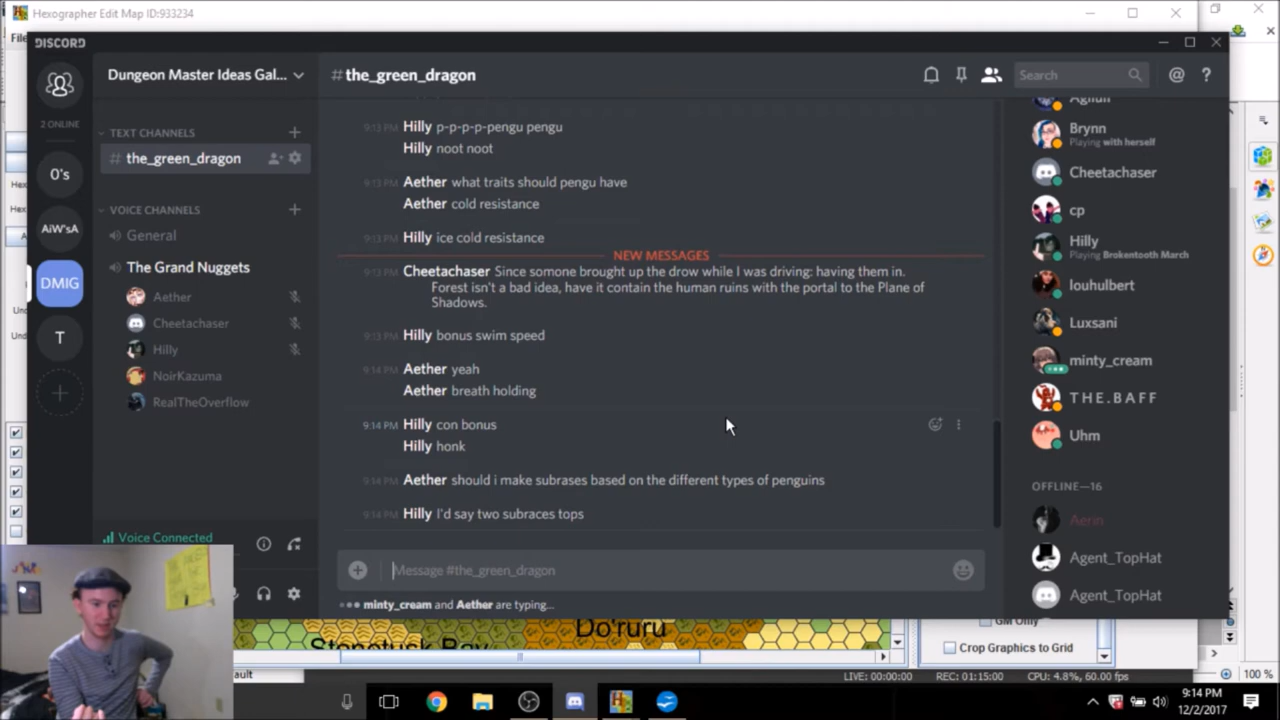 Hexographer Edit Map ID:933234
File
DISCORD
Dungeon Master Ideas Gal...
#the_green_dragon
Search
@ ?
2 ONLINE
O's
AiW'sA
DMIG
T
TEXT CHANNELS
# the_green_dragon
VOICE CHANNELS
General
The Grand Nuggets
Aether
Cheetachaser
Hilly
NoirKazuma
RealTheOverflow
Voice Connected
9:13 PM Hilly p-p-p-p-pengu pengu
Hilly noot noot
9:13 PM Aether what traits should pengu have
Aether cold resistance
9:13 PM Hilly ice cold resistance
NEW MESSAGES
9:13 PM Cheetachaser Since somone brought up the drow while I was driving: having them in.
Forest isn't a bad idea, have it contain the human ruins with the portal to the Plane of
Shadows.
9:13 PM Hilly bonus swim speed
9:14 PM Aether yeah
Aether breath holding
9:14 PM Hilly con bonus
Hilly honk
9:14 PM Aether should i make subrases based on the different types of penguins
9:14 PM Hilly I'd say two subraces tops
Message #the_green_dragon
minty_cream and Aether are typing...
Brynn
Playing with herself
Cheetachaser
cp
Hilly
Playing Brokentooth March
louhulbert
Luxsani
minty_cream
T H E . B A F F
Uhm
OFFLINE—16
Aerin
Agent_TopHat
Agent_TopHat
Hex
Hex
A
Und
Und
Do'ruru
GM Only
Crop Graphics to Grid
ault
LIVE: 00:00:00
REC: 01:15:00
CPU: 4.8%, 60.00 fps
100 %
9:14 PM
12/2/2017